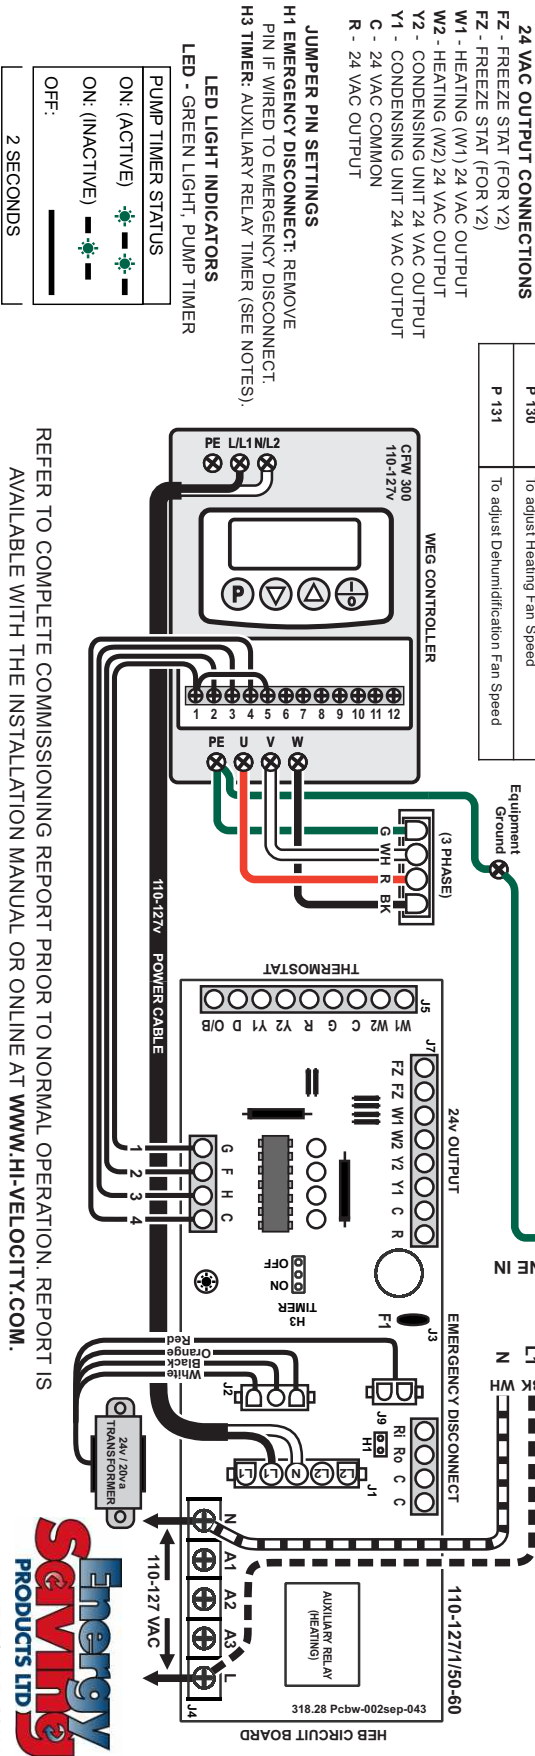 24 VAC OUTPUT CONNECTIONS
FZ - FREEZE STAT (FOR Y2)
FZ - FREEZE STAT (FOR Y2)
W1 - HEATING (W1) 24 VAC OUTPUT
W2 - HEATING (W2) 24 VAC OUTPUT
Y2 - CONDENSING UNIT 24 VAC OUTPUT
Y1 - CONDENSING UNIT 24 VAC OUTPUT
C - 24 VAC COMMON
R - 24 VAC OUTPUT
JUMPER PIN SETTINGS
H1 EMERGENCY DISCONNECT: REMOVE
PIN IF WIRED TO EMERGENCY DISCONNECT.
H3 TIMER: AUXILIARY RELAY TIMER (SEE NOTES).
LED LIGHT INDICATORS
LED - GREEN LIGHT, PUMP TIMER
PUMP TIMER STATUS
ON: (ACTIVE)
ON: (INACTIVE)
OFF:
2 SECONDS
P 130 To adjust Heating Fan Speed
P 131 To adjust Dehumidification Fan Speed
WEG CONTROLLER
CFW 300
110-127v
PE L/L1 N/L2
P
I
0
1 2 3 4 5 6 7 8 9 10 11 12
PE U V W
Equipment
Ground
(3 PHASE)
G WH R BK
110-127v POWER CABLE
THERMOSTAT
J5
O/B D Y1 Y2 R G C W2 W1
J7
24v OUTPUT
FZ FZ W1 W2 Y2 Y1 C R
1 2 3 4
G F H C
OFF ON
H3
TIMER
F1
J3
EMERGENCY DISCONNECT
J9
H1
Ri Ro C C
Red
Orange
Black
White
J2
J1
L1 L1 N L2 L2
24v / 20va
TRANSFORMER
N A1 A2 A3 L
J4
110-127 VAC
AUXILIARY RELAY
(HEATING)
318.28 Pcbw-002sep-043
110-127/1/50-60
HEB CIRCUIT BOARD
NE IN
N L1
WH BK
REFER TO COMPLETE COMMISSIONING REPORT PRIOR TO NORMAL OPERATION. REPORT IS
AVAILABLE WITH THE INSTALLATION MANUAL OR ONLINE AT WWW.HI-VELOCITY.COM.
Energy
Saving
PRODUCTS LTD